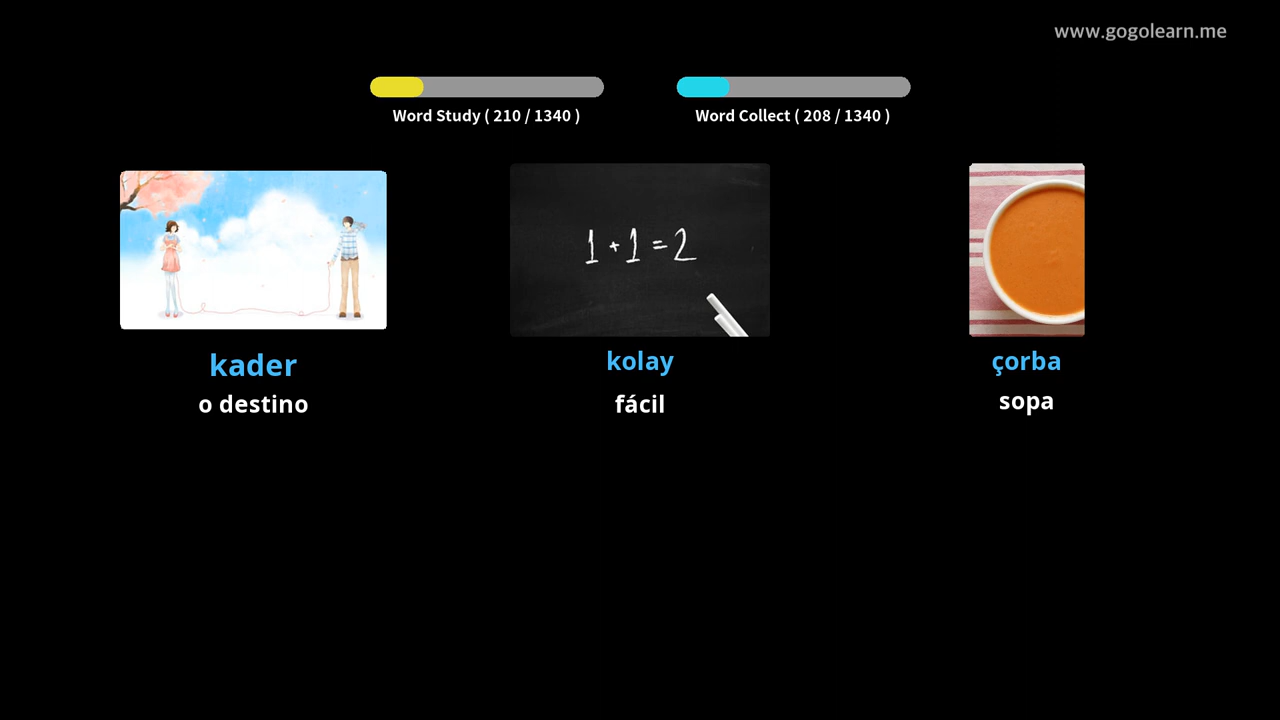 www.gogolearn.me
Word Study ( 210 / 1340 )
Word Collect ( 208 / 1340 )
1 + 1 = 2
kader
kolay
çorba
o destino
fácil
sopa